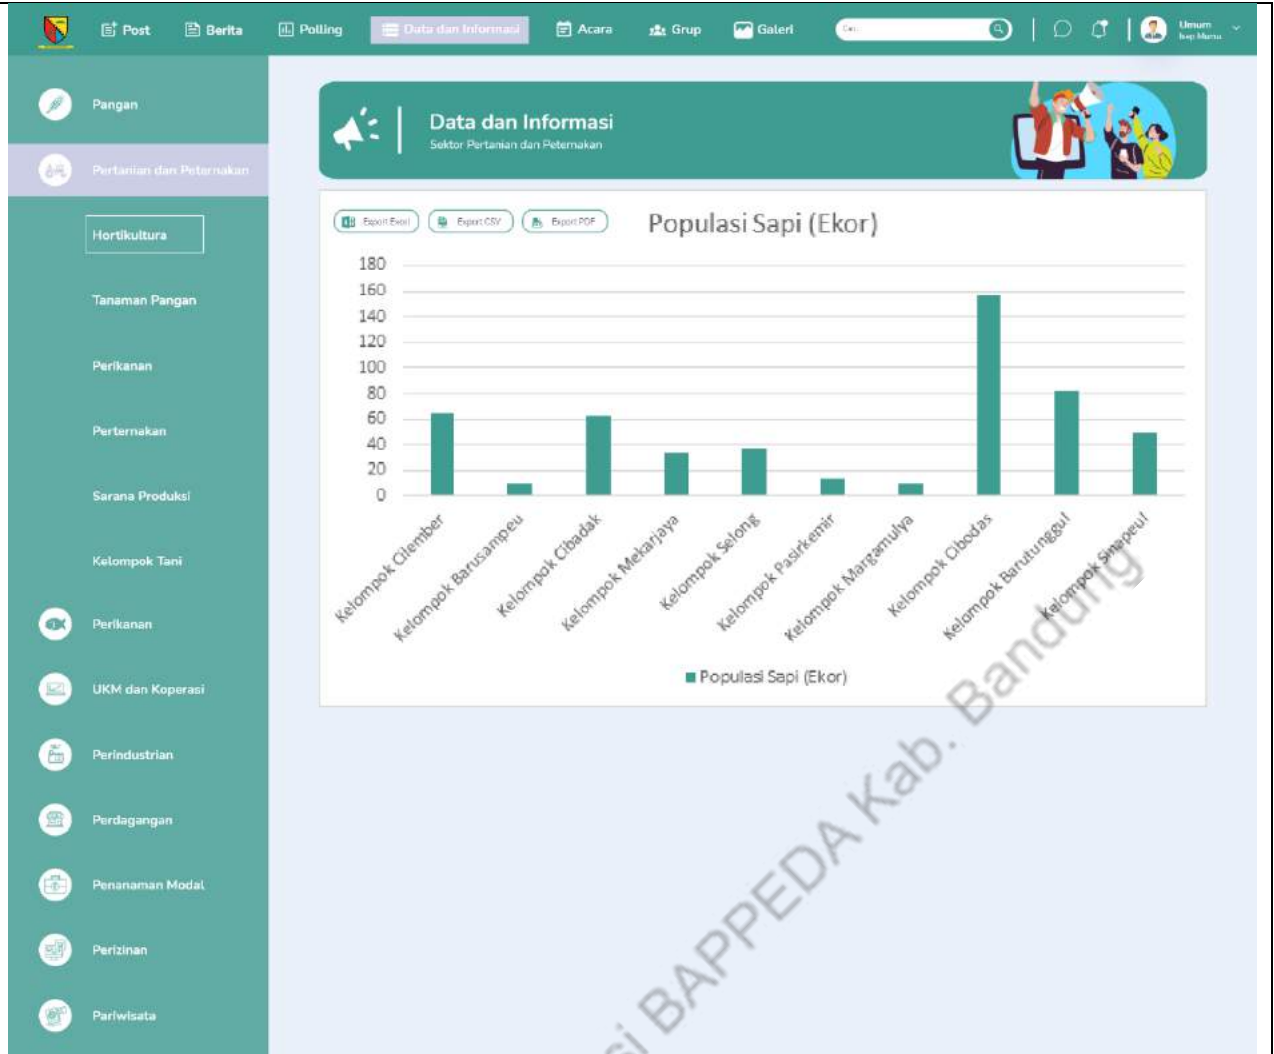 Post
Berita
Polling
Data dan Informasi
Acara
Grup
Galeri
Umum
Pangan
Pertanian dan Peternakan
Hortikultura
Tanaman Pangan
Perikanan
Perternakan
Sarana Produksi
Kelompok Tani
Perikanan
UKM dan Koperasi
Perindustrian
Perdagangan
Penanaman Modal
Perizinan
Pariwisata
Data dan Informasi
Sektor Pertanian dan Peternakan
Export Excel
Export CSV
Export PDF
Populasi Sapi (Ekor)
180
160
140
120
100
80
60
40
20
0
Kelompok Cilember
Kelompok Barusampeu
Kelompok Cibadak
Kelompok Mekarjaya
Kelompok Selong
Kelompok Pasirkemir
Kelompok Margamulya
Kelompok Cibodas
Kelompok Barutunggul
Kelompok Sinapeul
Populasi Sapi (Ekor)
si BAPPEDA Kab. Bandung